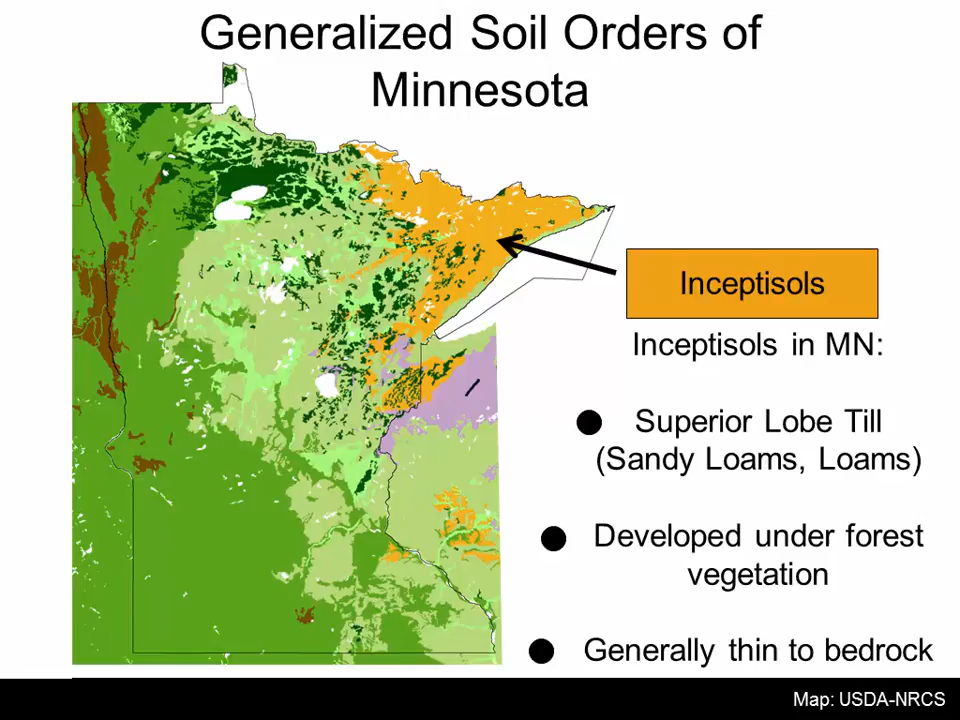 Generalized Soil Orders of
Minnesota
Inceptisols
Inceptisols in MN:
● Superior Lobe Till
(Sandy Loams, Loams)
● Developed under forest
vegetation
● Generally thin to bedrock
Map: USDA-NRCS